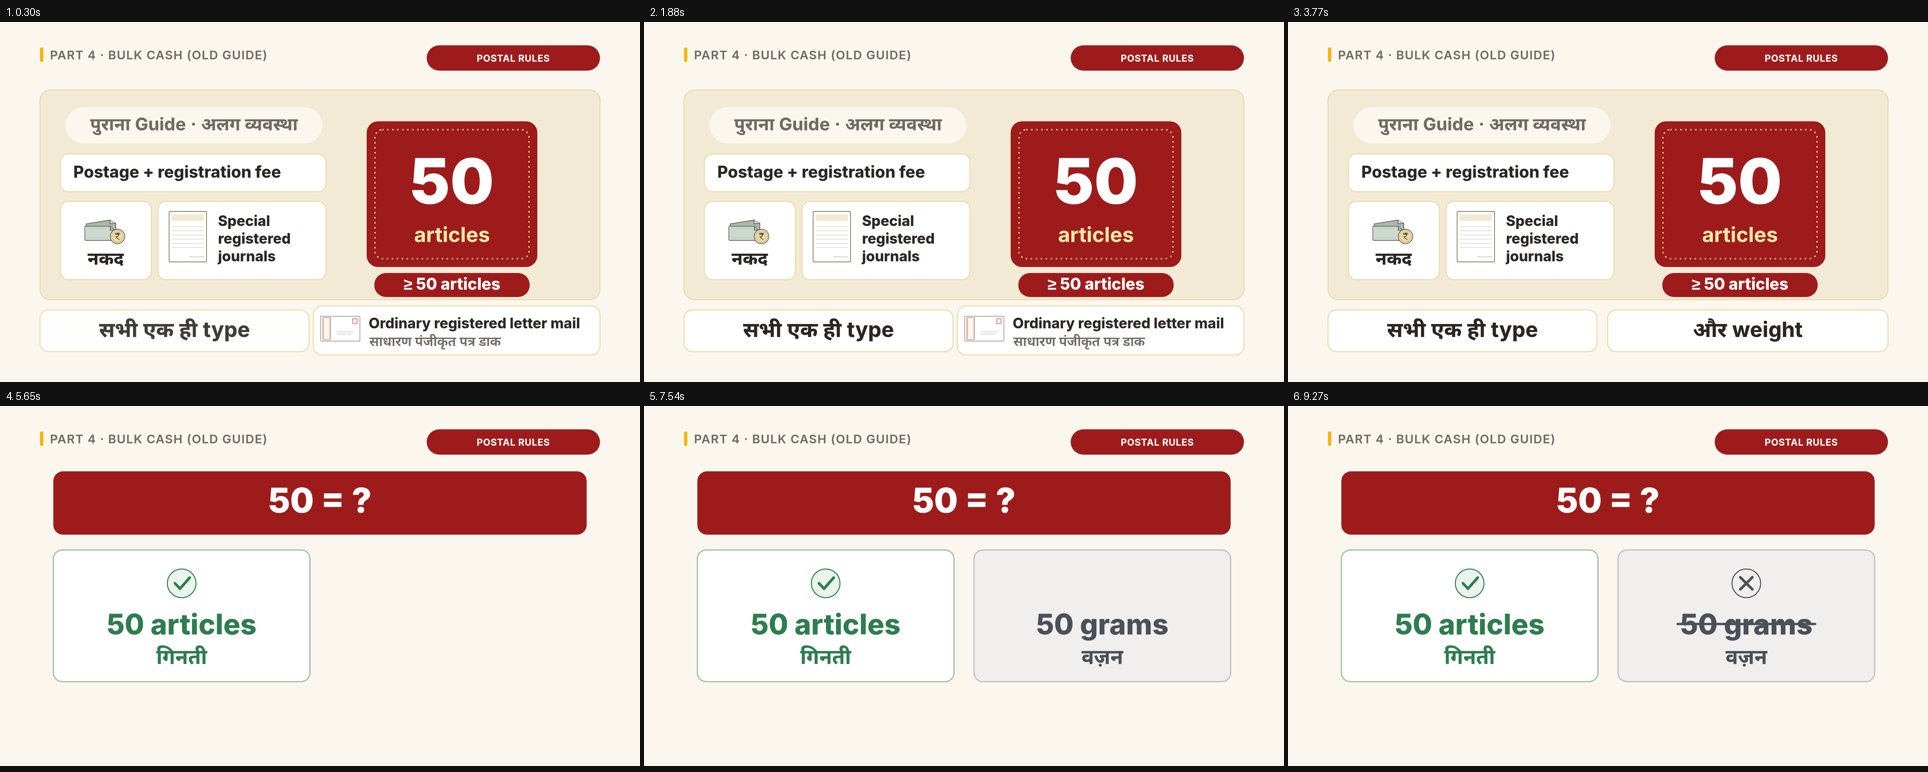 1. 0.30s
PART 4 · BULK CASH (OLD GUIDE)
POSTAL RULES
पुराना Guide · अलग व्यवस्था
Postage + registration fee
नकद
₹
Special
registered
journals
50
articles
≥ 50 articles
सभी एक ही type
Ordinary registered letter mail
साधारण पंजीकृत पत्र डाक
2. 1.88s
PART 4 · BULK CASH (OLD GUIDE)
POSTAL RULES
पुराना Guide · अलग व्यवस्था
Postage + registration fee
₹
नकद
Special
registered
journals
50
articles
≥ 50 articles
सभी एक ही type
Ordinary registered letter mail
साधारण पंजीकृत पत्र डाक
3. 3.77s
PART 4 · BULK CASH (OLD GUIDE)
POSTAL RULES
पुराना Guide · अलग व्यवस्था
Postage + registration fee
₹
नकद
Special
registered
journals
50
articles
≥ 50 articles
सभी एक ही type
और weight
4. 5.65s
PART 4 · BULK CASH (OLD GUIDE)
POSTAL RULES
50 = ?
50 articles
गिनती
5. 7.54s
PART 4 · BULK CASH (OLD GUIDE)
POSTAL RULES
50 = ?
50 articles
गिनती
50 grams
वज़न
6. 9.27s
PART 4 · BULK CASH (OLD GUIDE)
POSTAL RULES
50 = ?
50 articles
गिनती
50 grams
वज़न